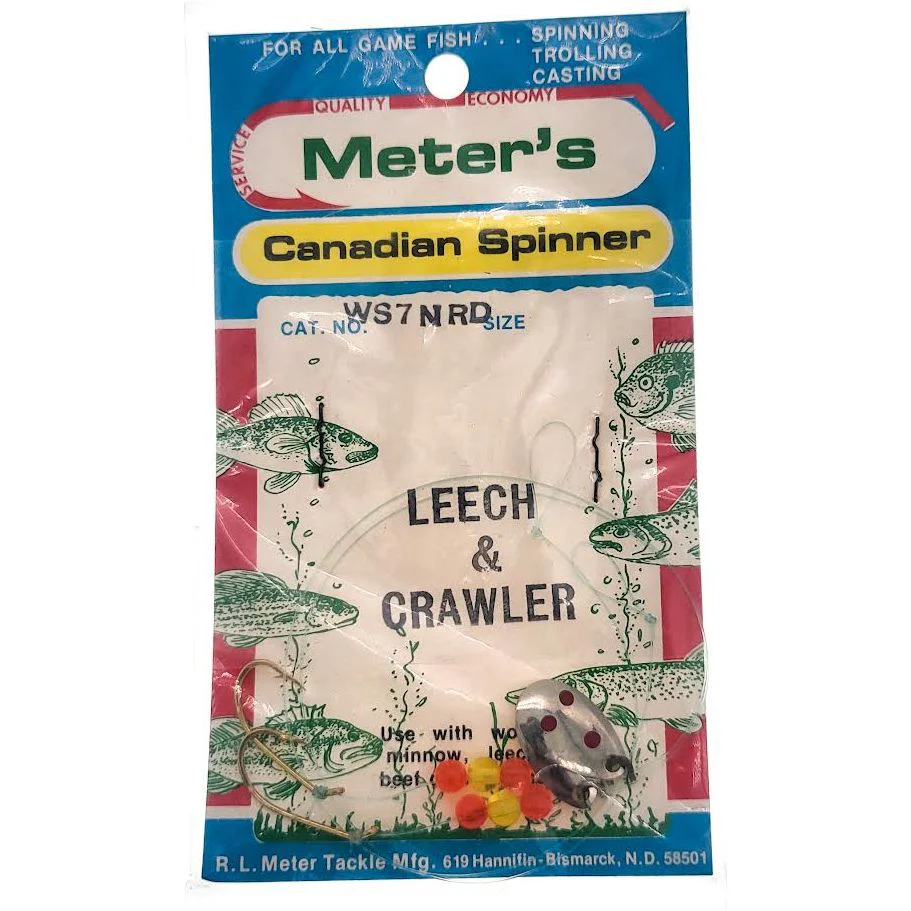 FOR ALL GAME FISH . . . SPINNING
TROLLING
CASTING
SERVICE QUALITY ECONOMY
Meter's
Canadian Spinner
WS7NRD
CAT. NO. SIZE
LEECH
&
CRAWLER
Use with
minnow,
beef
R.L. Meter Tackle Mfg. 619 Hannifin-Bismarck, N.D. 58501